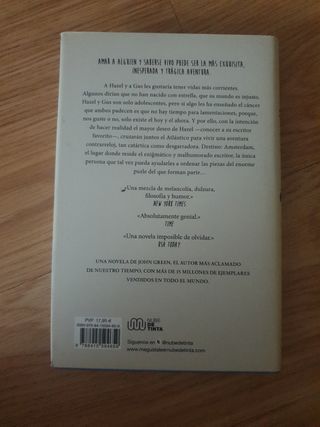 AMAR A ALGUIEN Y SABERSE VIVO PUEDE SER LA MÁS EXQUISITA,
INESPERADA Y TRÁGICA AVENTURA.
A Hazel y a Gus les gustaría tener vidas más corrientes.
Algunos dirían que no han nacido con estrella, que su mundo es injusto.
Hazel y Gus son solo adolescentes, pero si algo les ha enseñado el cáncer
que ambos padecen es que no hay tiempo para lamentaciones, porque,
nos guste o no, solo existe el hoy y el ahora. Y por ello, con la intención
de hacer realidad el mayor deseo de Hazel —conocer a su escritor
favorito—, cruzarán juntos el Atlántico para vivir una aventura
contrarreloj, tan catártica como desgarradora. Destino: Amsterdam,
el lugar donde reside el enigmático y malhumorado escritor, la única
persona que tal vez pueda ayudarles a ordenar las piezas del enorme
puzle del que forman parte...
«Una mezcla de melancolía, dulzura,
filosofía y humor.»
NEW YORK TIMES
«Absolutamente genial.»
TIME
«Una novela imposible de olvidar.»
USA TODAY
UNA NOVELA DE JOHN GREEN, EL AUTOR MÁS ACLAMADO
DE NUESTRO TIEMPO, CON MÁS DE 15 MILLONES DE EJEMPLARES
VENDIDOS EN TODO EL MUNDO.
NUBE
DE TINTA
Síguenos en @nubedetinta
www.megustaleernubedetinta.com